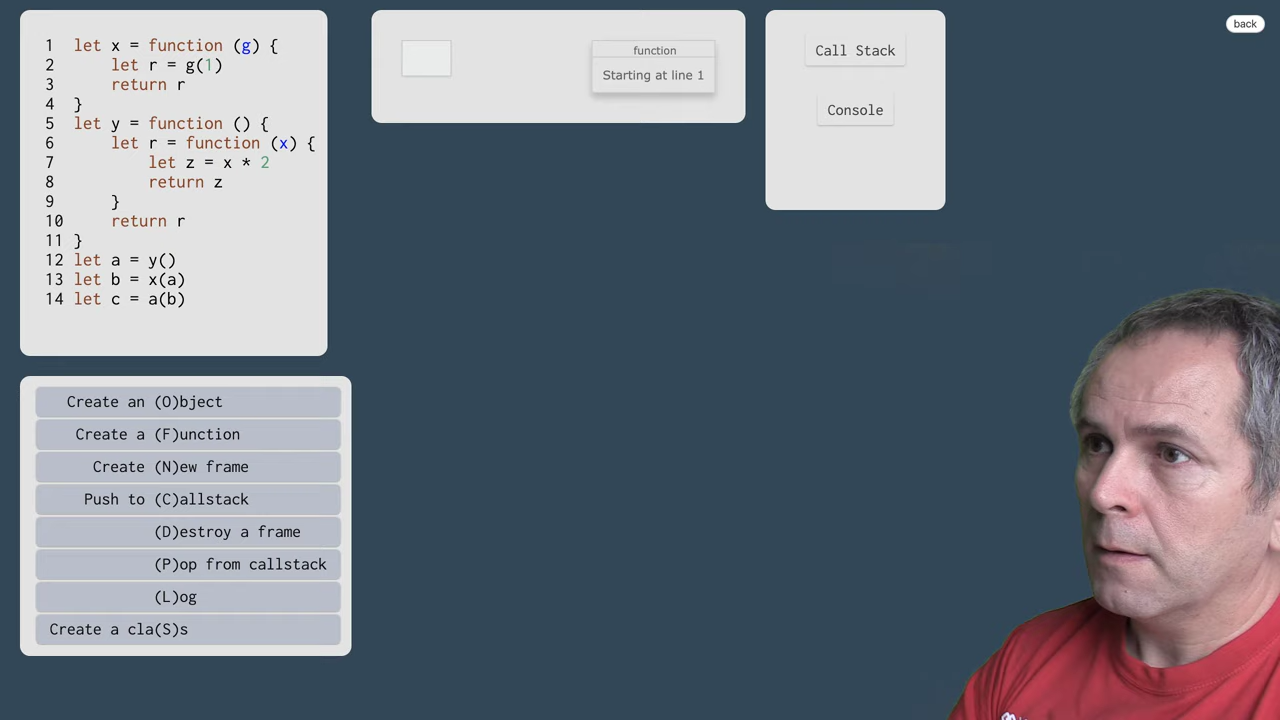 1 let x = function (g) {
2 let r = g(1)
3 return r
4 }
5 let y = function () {
6 let r = function (x) {
7 let z = x * 2
8 return z
9 }
10 return r
11 }
12 let a = y()
13 let b = x(a)
14 let c = a(b)
Create an (O)bject
Create a (F)unction
Create (N)ew frame
Push to (C)allstack
(D)estroy a frame
(P)op from callstack
(L)og
Create a cla(S)s
function
Starting at line 1
Call Stack
Console
back